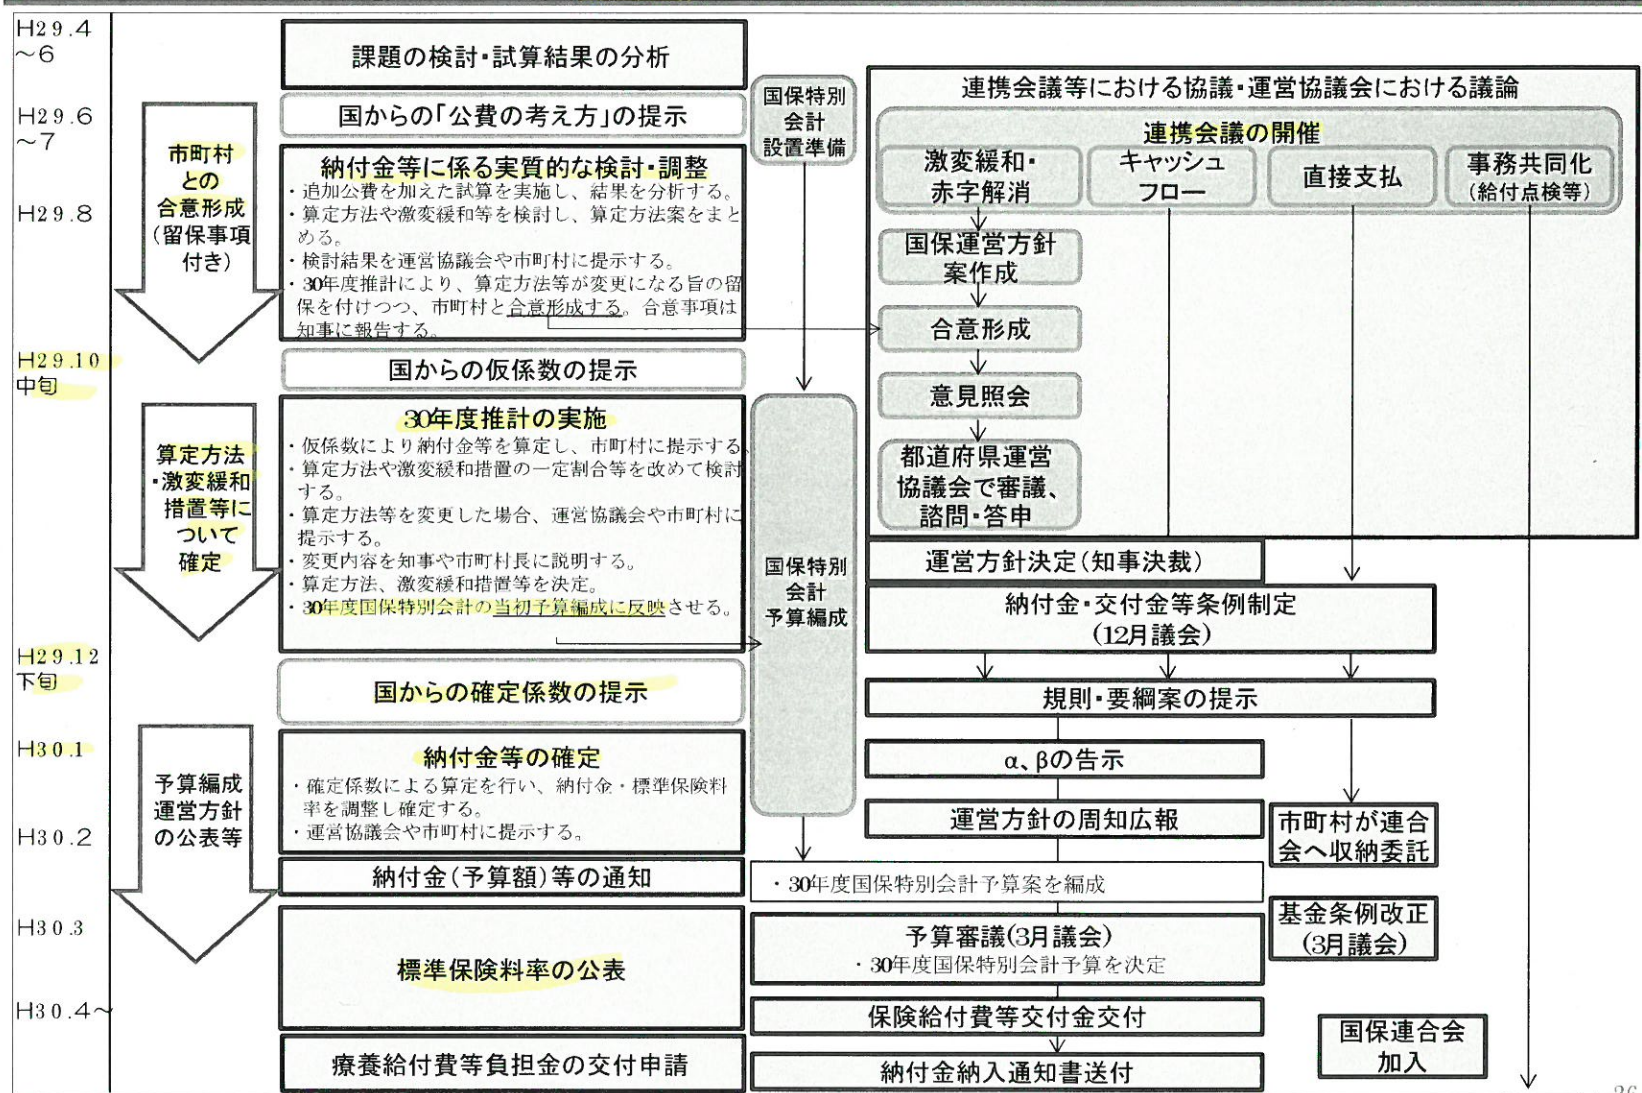 H29.4
～6
H29.6
～7
H29.8
H29.10
中旬
H29.12
下旬
H30.1
H30.2
H30.3
H30.4～
市町村
との
合意形成
(留保事項
付き)
算定方法
・激変緩和
措置等に
ついて
確定
予算編成
運営方針
の公表等
課題の検討・試算結果の分析
国からの「公費の考え方」の提示
納付金等に係る実質的な検討・調整
・追加公費を加えた試算を実施し、結果を分析する。
・算定方法や激変緩和等を検討し、算定方法案をまと
める。
・検討結果を運営協議会や市町村に提示する。
・30年度推計により、算定方法等が変更になる旨の留
保を付けつつ、市町村と合意形成する。合意事項は
知事に報告する。
国からの仮係数の提示
30年度推計の実施
・仮係数により納付金等を算定し、市町村に提示する。
・算定方法や激変緩和措置の一定割合等を改めて検討
する。
・算定方法等を変更した場合、運営協議会や市町村に
提示する。
・変更内容を知事や市町村長に説明する。
・算定方法、激変緩和措置等を決定。
・30年度国保特別会計の当初予算編成に反映させる。
国からの確定係数の提示
納付金等の確定
・確定係数による算定を行い、納付金・標準保険料
率を調整し確定する。
・運営協議会や市町村に提示する。
納付金(予算額)等の通知
標準保険料率の公表
療養給付費等負担金の交付申請
国保特別
会計
設置準備
国保特別
会計
予算編成
連携会議等における協議・運営協議会における議論
連携会議の開催
激変緩和・
赤字解消
キャッシュ
フロー
直接支払
事務共同化
(給付点検等)
国保運営方針
案作成
合意形成
意見照会
都道府県運営
協議会で審議、
諮問・答申
運営方針決定(知事決裁)
納付金・交付金等条例制定
(12月議会)
規則・要綱案の提示
α、βの告示
運営方針の周知広報
市町村が連合
会へ収納委託
・30年度国保特別会計予算案を編成
基金条例改正
(3月議会)
予算審議(3月議会)
・30年度国保特別会計予算を決定
保険給付費等交付金交付
納付金納入通知書送付
国保連合会
加入